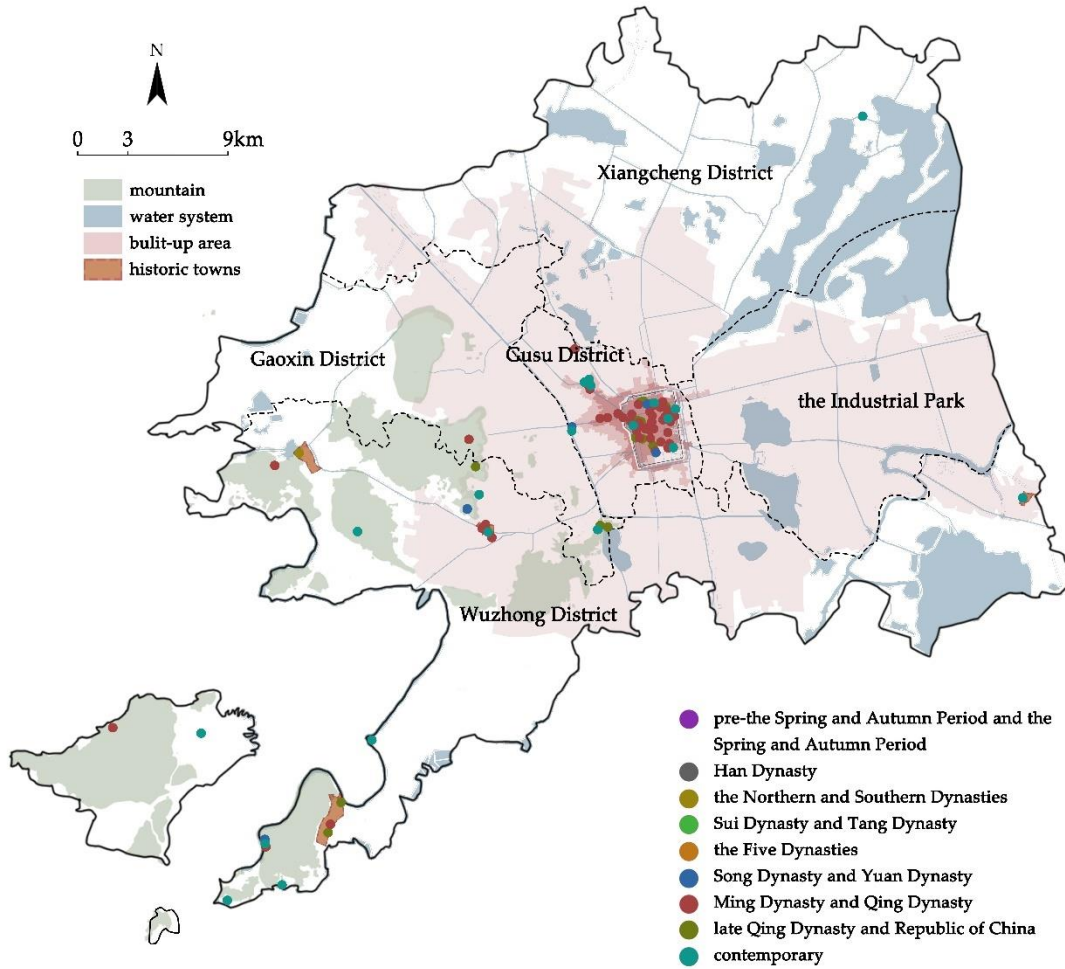 N
0 3 9km
mountain
water system
bulit-up area
historic towns
Xiangcheng District
Gaoxin District
Gusu District
the Industrial Park
Wuzhong District
pre-the Spring and Autumn Period and the
Spring and Autumn Period
Han Dynasty
the Northern and Southern Dynasties
Sui Dynasty and Tang Dynasty
the Five Dynasties
Song Dynasty and Yuan Dynasty
Ming Dynasty and Qing Dynasty
late Qing Dynasty and Republic of China
contemporary